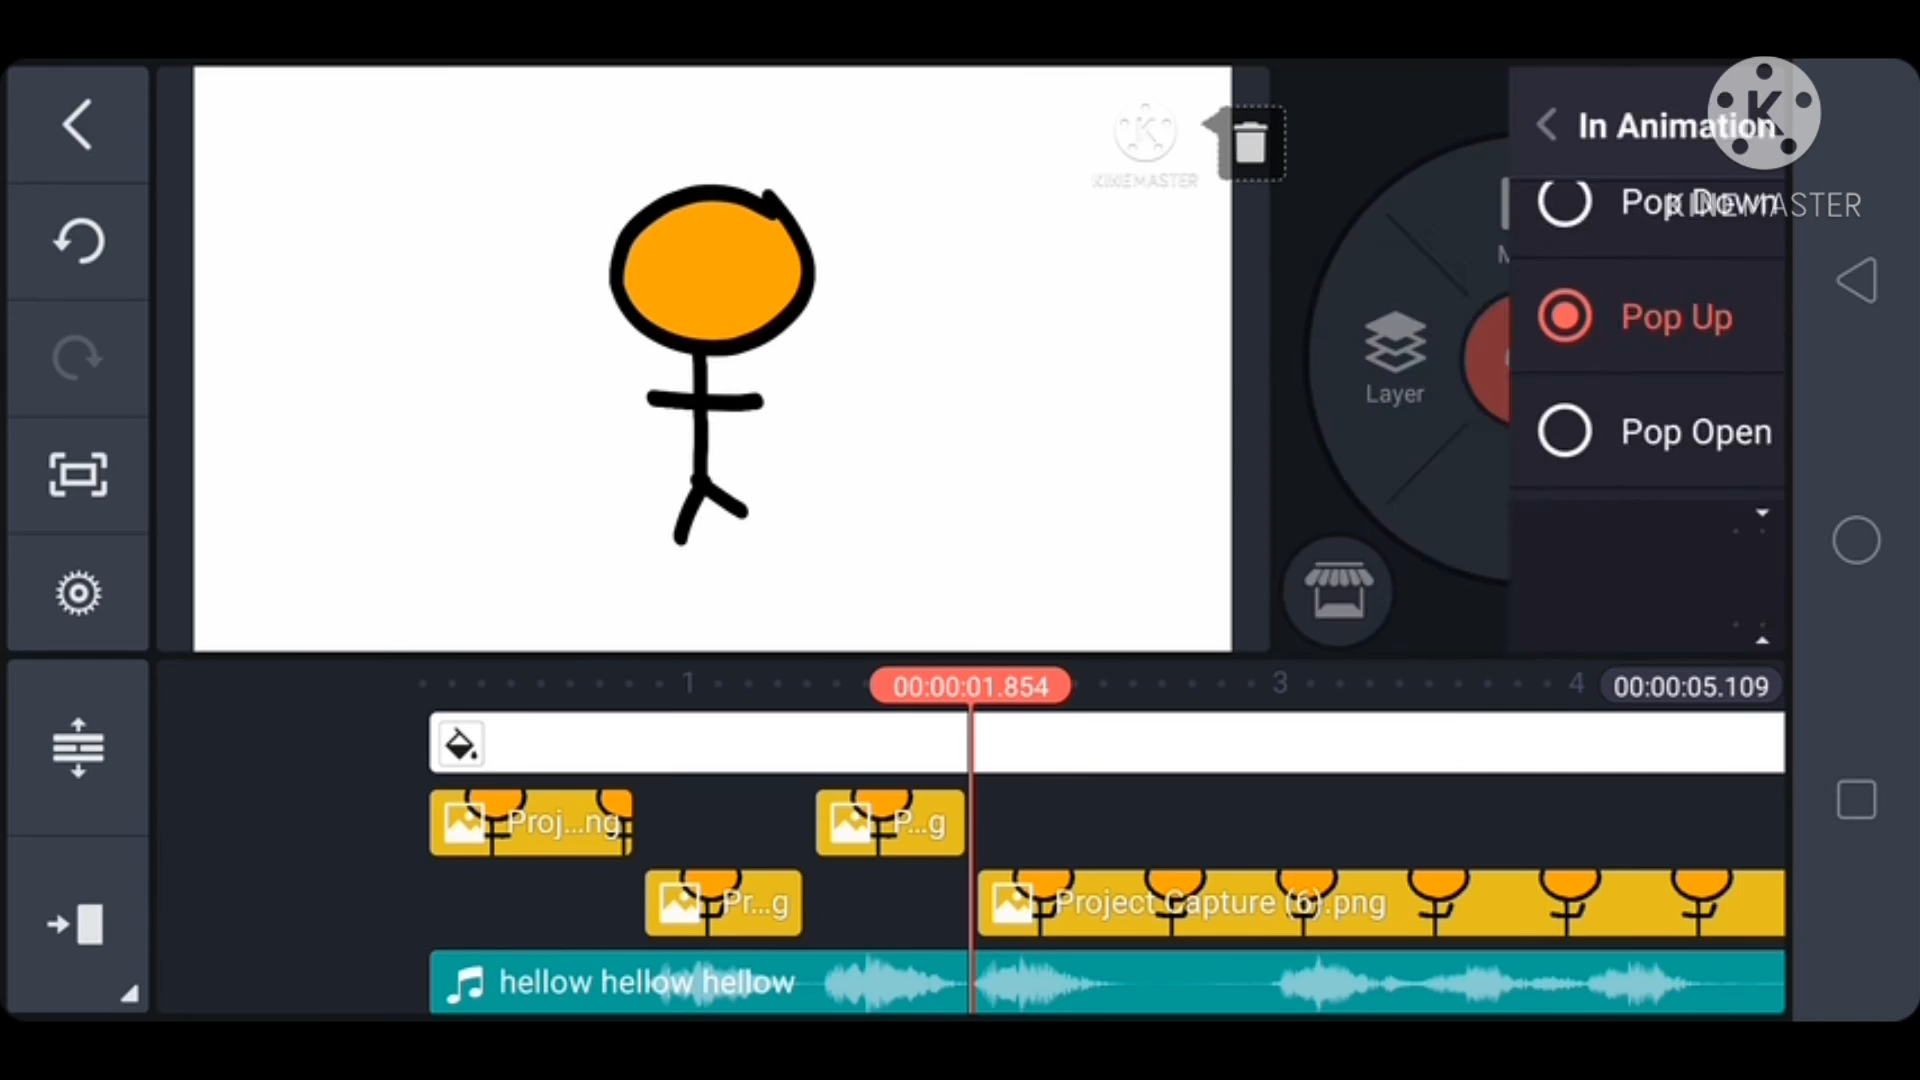 In Animation
K
KINEMASTER
K
KINEMASTER
Pop Down
M
Pop Up
Layer
Pop Open
1
00:00:01.854
3
4
00:00:05.109
Proj...ng
P...g
Pr...g
Project Capture (6).png
hellow hellow hellow